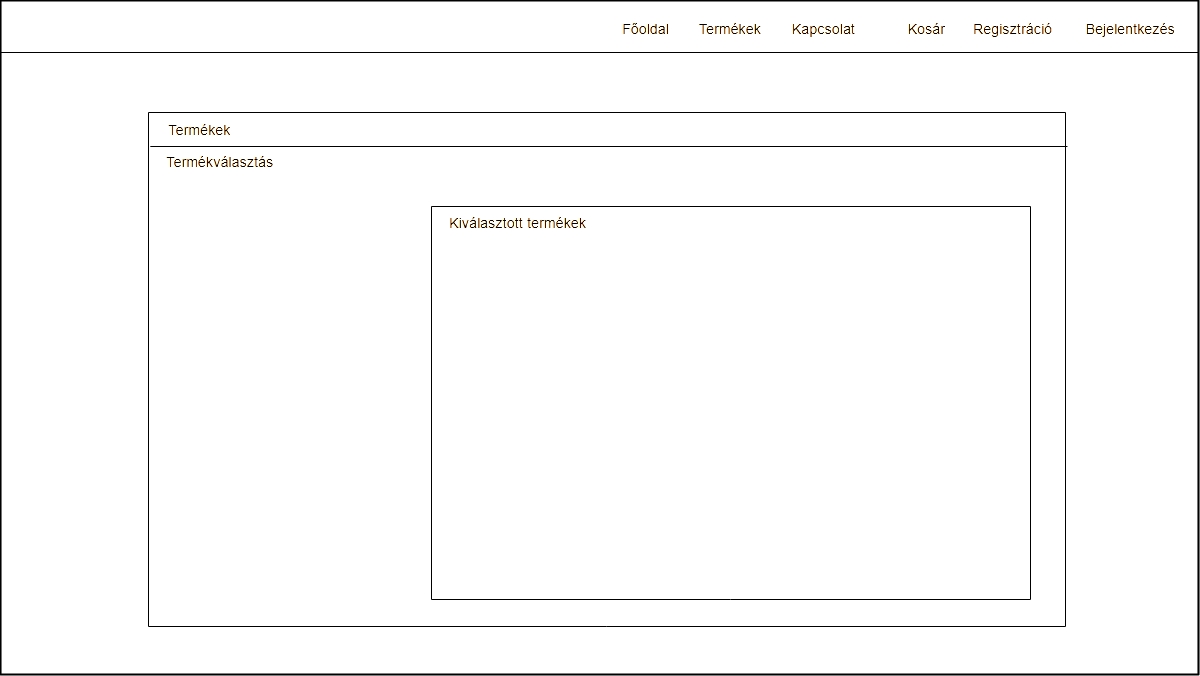 Főoldal Termékek Kapcsolat Kosár Regisztráció Bejelentkezés
Termékek
Termékválasztás
Kiválasztott termékek